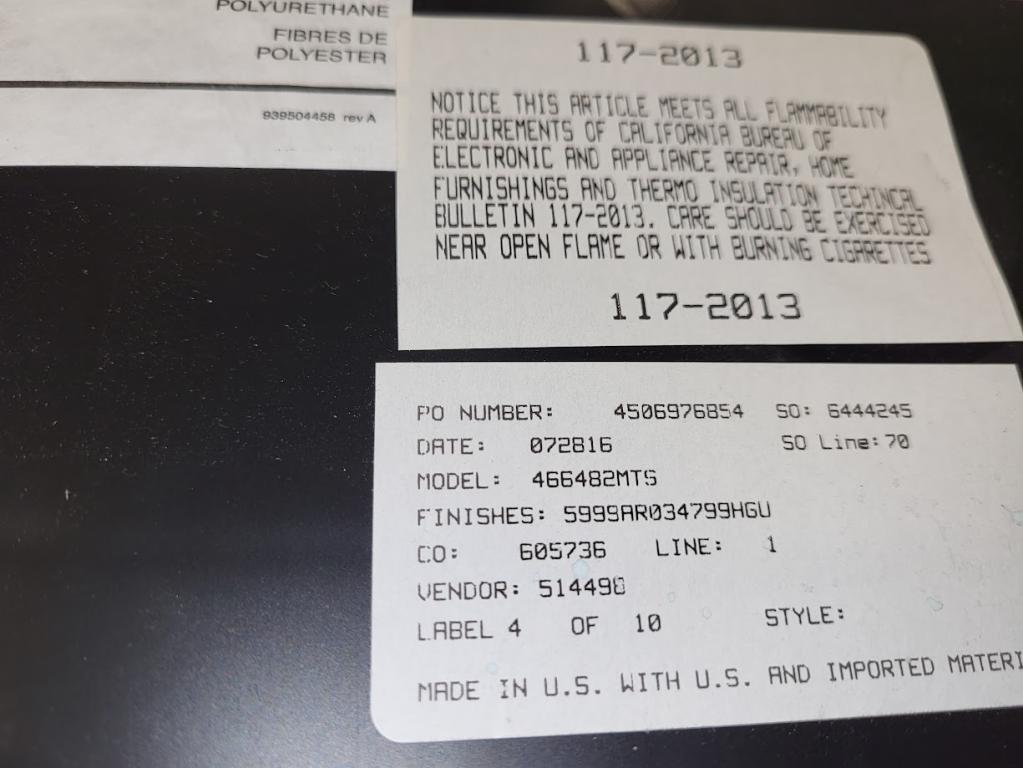 POLYURETHANE
FIBRES DE
POLYESTER
939504458 rev A
117-2013
NOTICE THIS ARTICLE MEETS ALL FLAMMABILITY
REQUIREMENTS OF CALIFORNIA BUREAU OF
ELECTRONIC AND APPLIANCE REPAIR, HOME
FURNISHINGS AND THERMO INSULATION TECHINCAL
BULLETIN 117-2013. CARE SHOULD BE EXERCISED
NEAR OPEN FLAME OR WITH BURNING CIGARETTES
117-2013
PO NUMBER: 4506976854 SO: 6444245
DATE: 072816 SO Line: 70
MODEL: 466482MTS
FINISHES: 5999AR034799HGU
CO: 605736 LINE: 1
VENDOR: 514498
LABEL 4 OF 10 STYLE:
MADE IN U.S. WITH U.S. AND IMPORTED MATERI